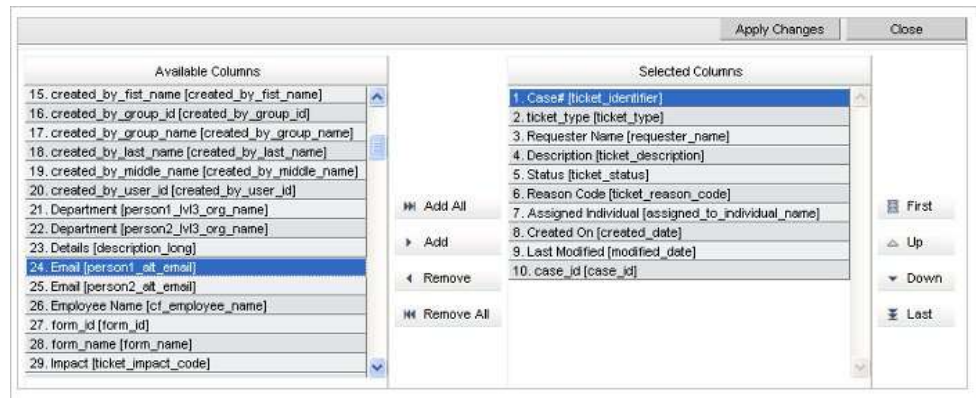 Apply Changes Close
Available Columns
15. created_by_fist_name [created_by_fist_name]
16. created_by_group_id [created_by_group_id]
17. created_by_group_name [created_by_group_name]
18. created_by_last_name [created_by_last_name]
19. created_by_middle_name [created_by_middle_name]
20. created_by_user_id [created_by_user_id]
21. Department [person1_lvl3_org_name]
22. Department [person2_lvl3_org_name]
23. Details [description_long]
24. Email [person1_alt_email]
25. Email [person2_alt_email]
26. Employee Name [cf_employee_name]
27. form_id [form_id]
28. form_name [form_name]
29. Impact [ticket_impact_code]
Add All
Add
Remove
Remove All
Selected Columns
1. Case# [ticket_identifier]
2. ticket_type [ticket_type]
3. Requester Name [requester_name]
4. Description [ticket_description]
5. Status [ticket_status]
6. Reason Code [ticket_reason_code]
7. Assigned Individual [assigned_to_individual_name]
8. Created On [created_date]
9. Last Modified [modified_date]
10. case_id [case_id]
First
Up
Down
Last